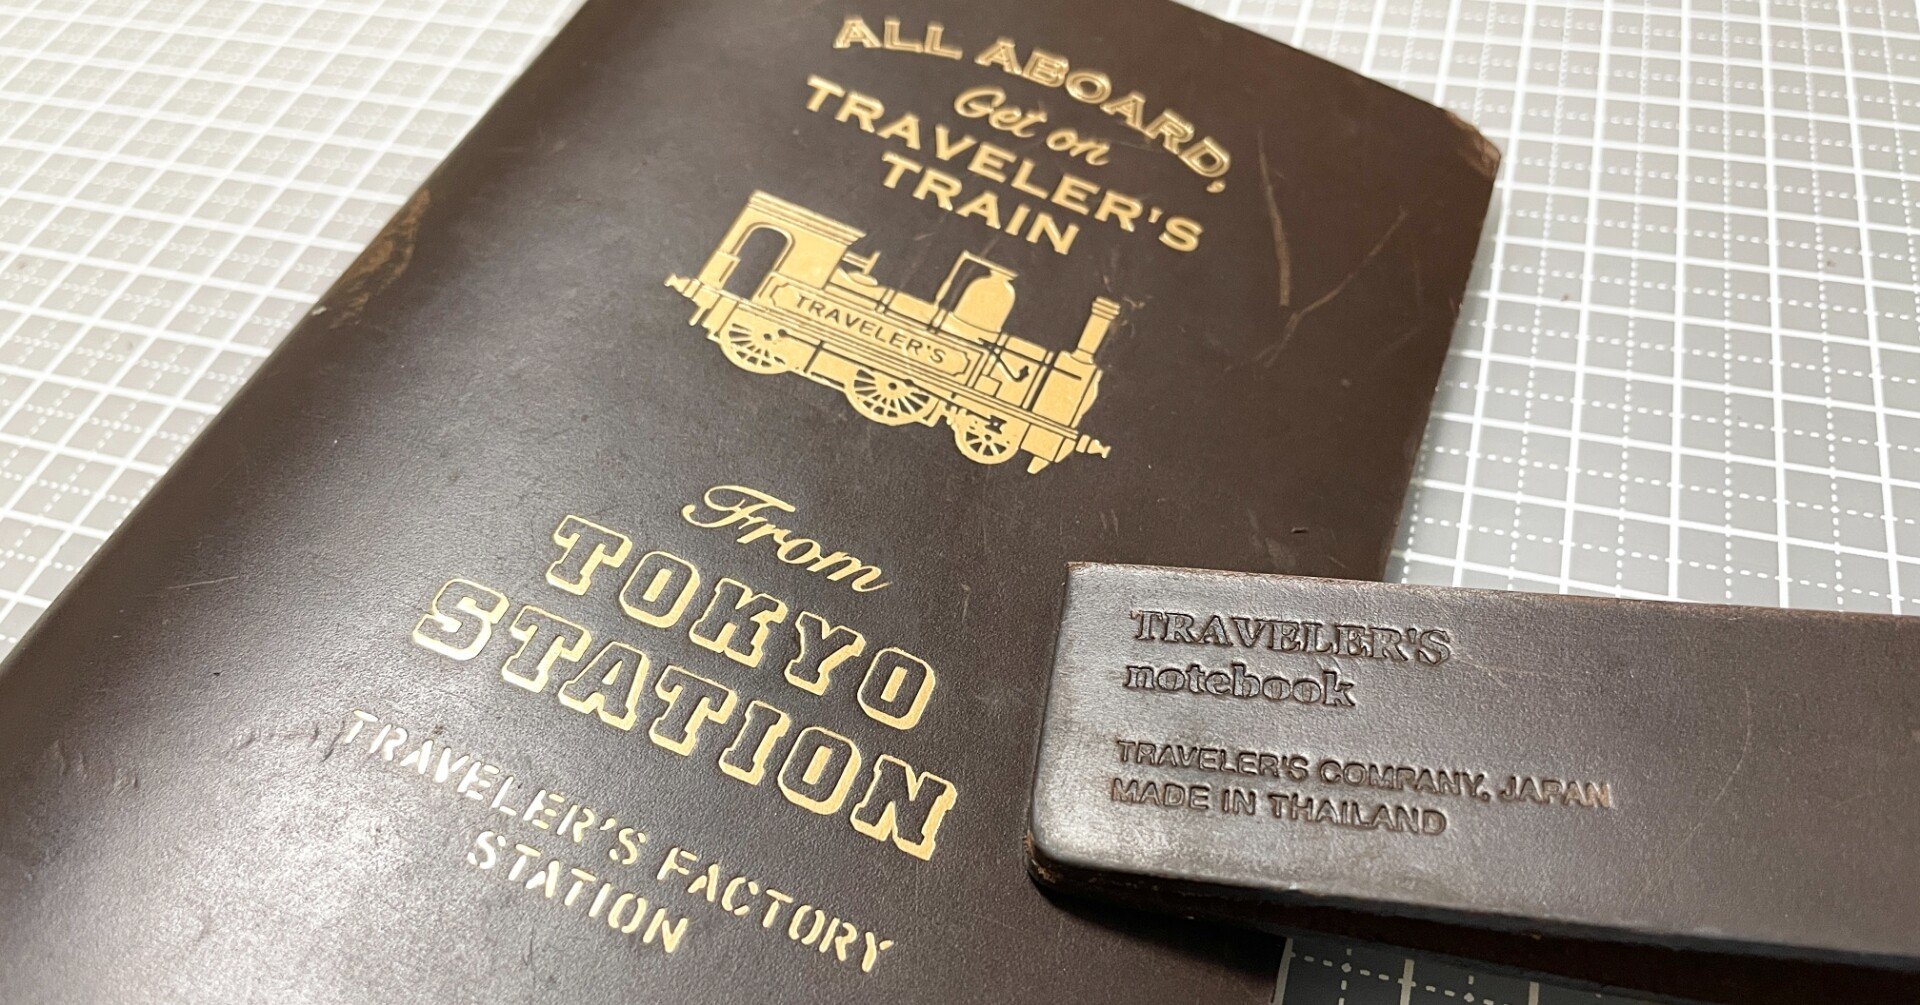 ALL ABOARD,
Get on
TRAVELER'S
TRAIN
TRAVELER'S
From
TOKYO
STATION
TRAVELER'S FACTORY
STATION
TRAVELER'S
notebook
TRAVELER'S COMPANY, JAPAN
MADE IN THAILAND